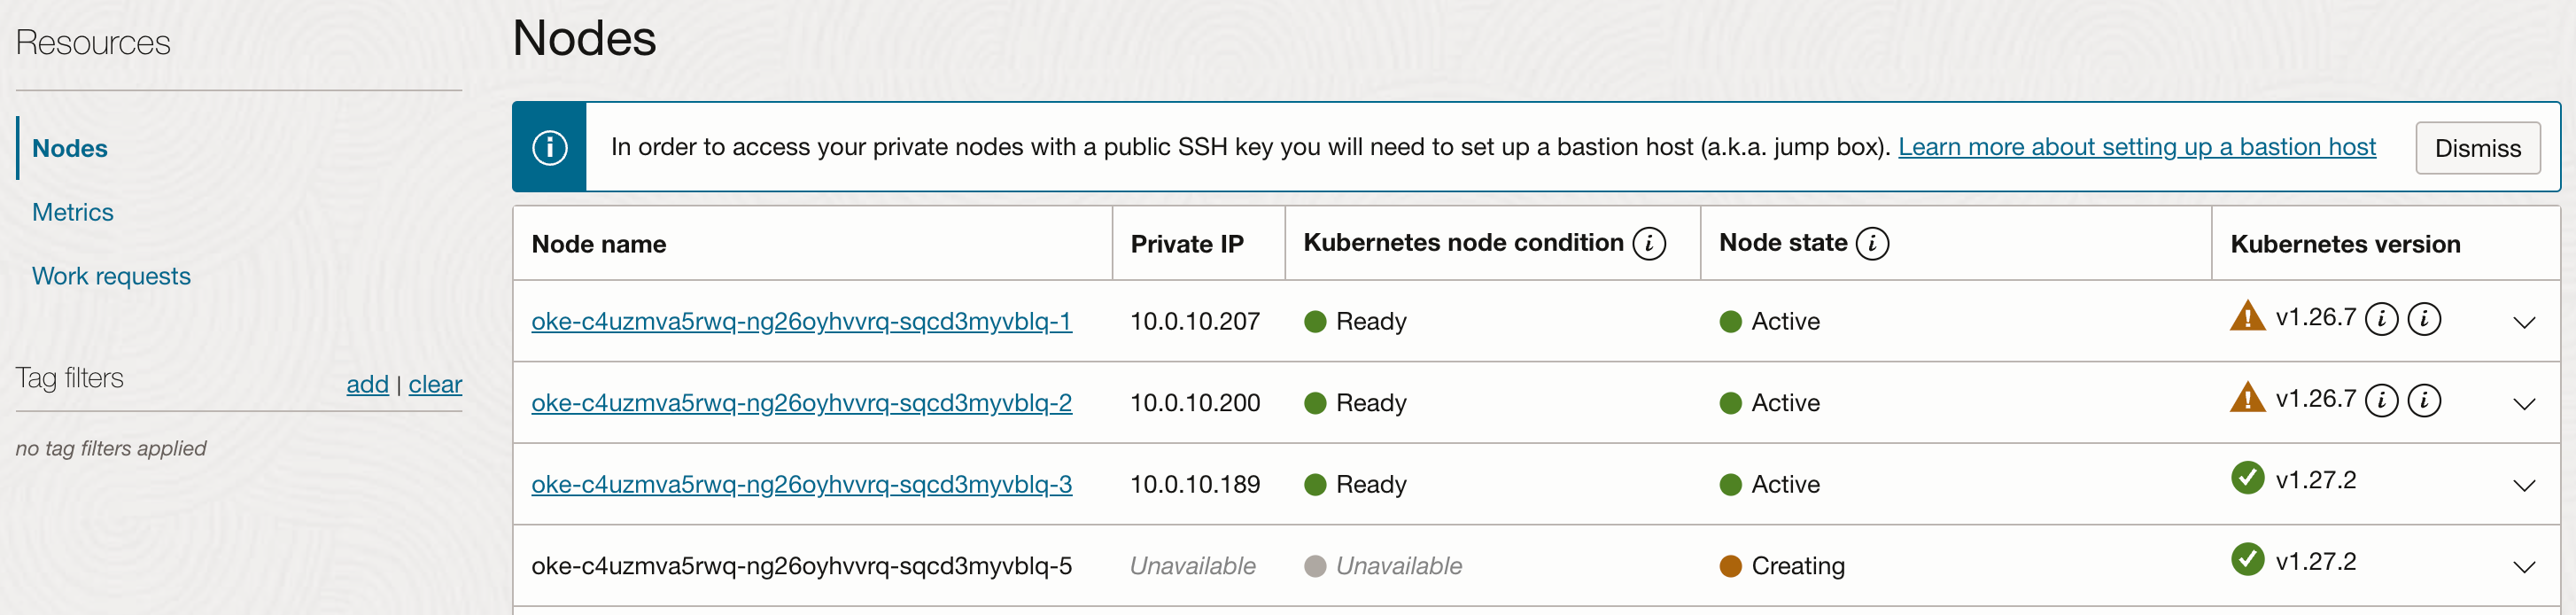 Resources
Nodes
Metrics
Work requests
Tag filters
add | clear
no tag filters applied
Nodes
In order to access your private nodes with a public SSH key you will need to set up a bastion host (a.k.a. jump box). Learn more about setting up a bastion host Dismiss
Node name Private IP Kubernetes node condition Node state Kubernetes version
oke-c4uzmva5rwq-ng26oyhvvrq-sqcd3myvblq-1 10.0.10.207 Ready Active v1.26.7
oke-c4uzmva5rwq-ng26oyhvvrq-sqcd3myvblq-2 10.0.10.200 Ready Active v1.26.7
oke-c4uzmva5rwq-ng26oyhvvrq-sqcd3myvblq-3 10.0.10.189 Ready Active v1.27.2
oke-c4uzmva5rwq-ng26oyhvvrq-sqcd3myvblq-5 Unavailable Unavailable Creating v1.27.2